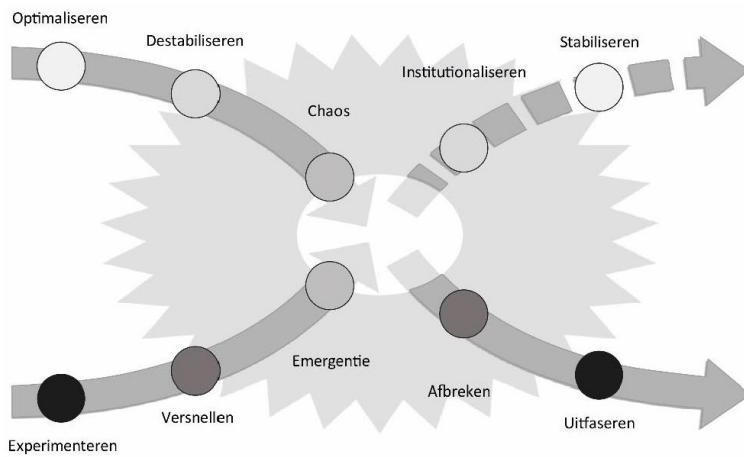 Optimaliseren
Destabiliseren
Chaos
Institutionaliseren
Stabiliseren
Experimenteren
Versnellen
Emergentie
Afbreken
Uitfaseren